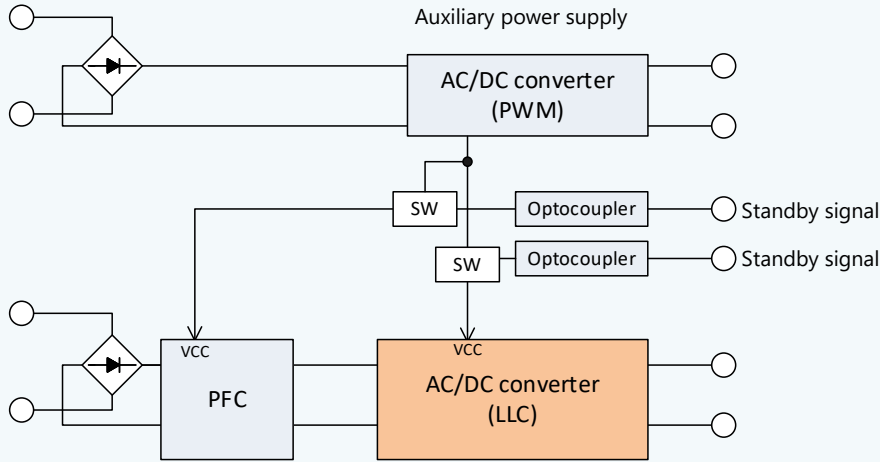 Auxiliary power supply
AC/DC converter
(PWM)
SW
Optocoupler
Standby signal
SW
Optocoupler
Standby signal
VCC
PFC
VCC
AC/DC converter
(LLC)